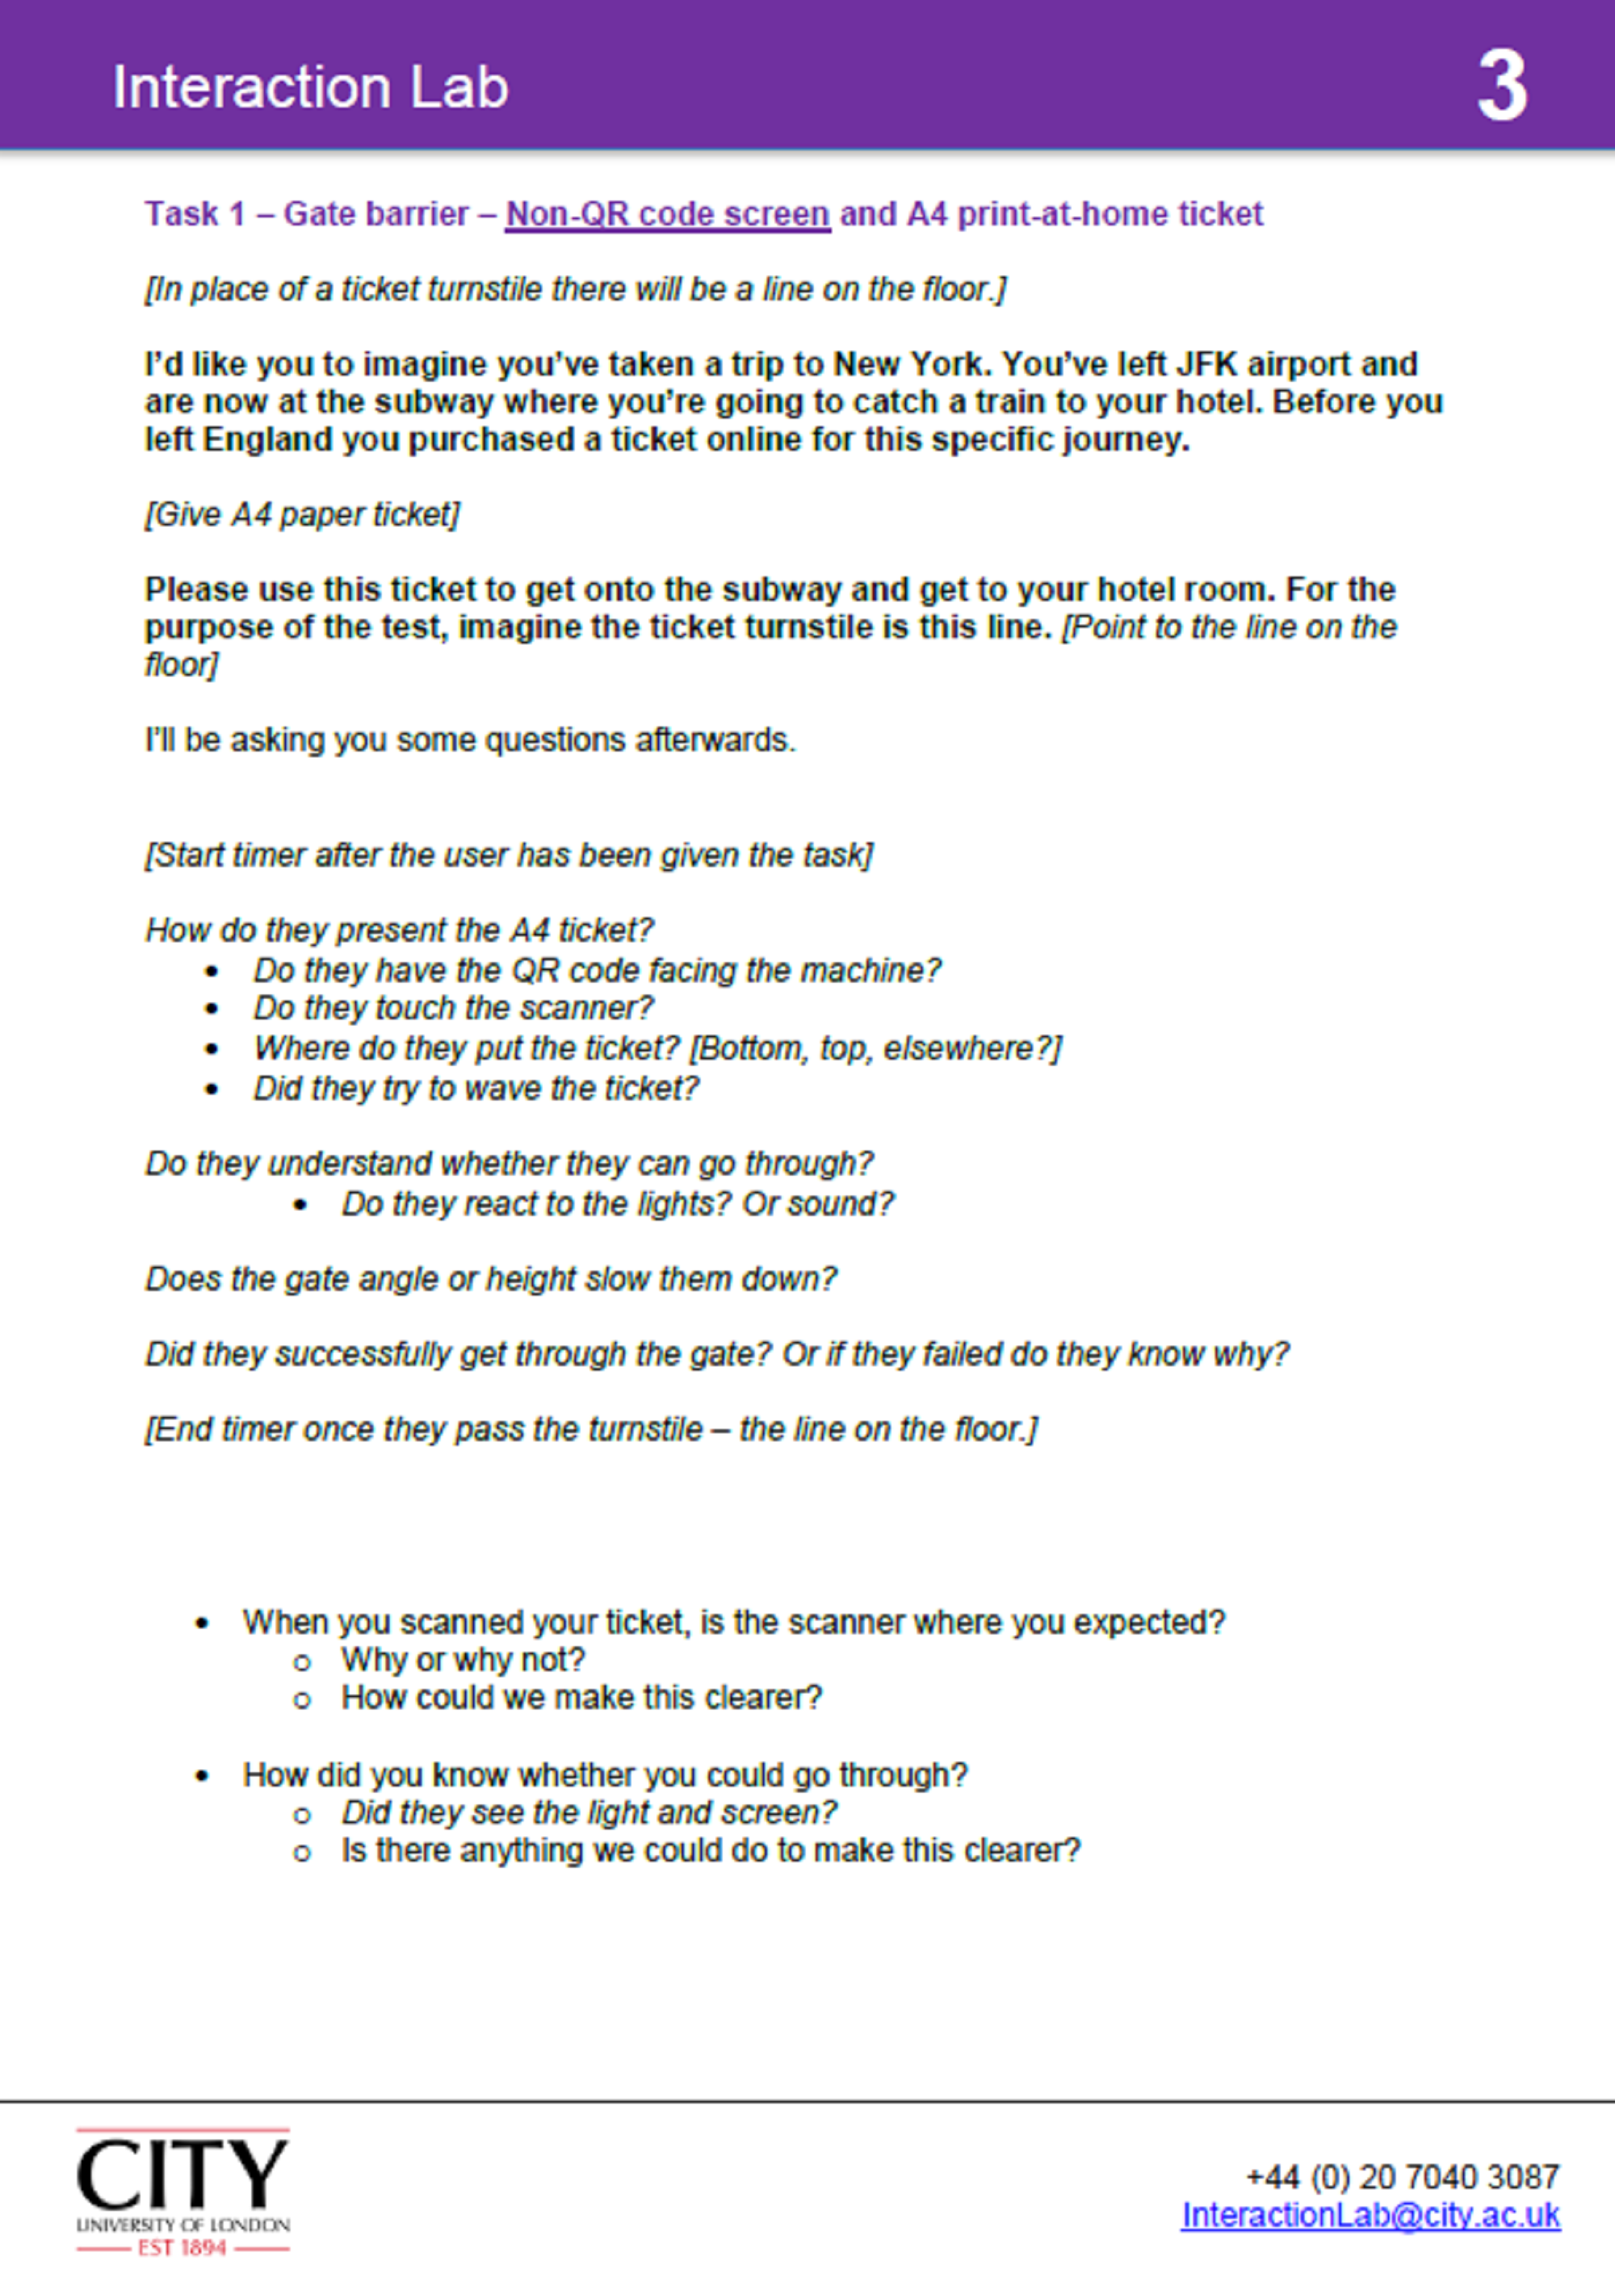 Interaction Lab
3
Task 1 – Gate barrier – Non-QR code screen and A4 print-at-home ticket
[In place of a ticket turnstile there will be a line on the floor.]
I’d like you to imagine you’ve taken a trip to New York. You’ve left JFK airport and
are now at the subway where you’re going to catch a train to your hotel. Before you
left England you purchased a ticket online for this specific journey.
[Give A4 paper ticket]
Please use this ticket to get onto the subway and get to your hotel room. For the
purpose of the test, imagine the ticket turnstile is this line. [Point to the line on the
floor]
I’ll be asking you some questions afterwards.
[Start timer after the user has been given the task]
How do they present the A4 ticket?
• Do they have the QR code facing the machine?
• Do they touch the scanner?
• Where do they put the ticket? [Bottom, top, elsewhere?]
• Did they try to wave the ticket?
Do they understand whether they can go through?
• Do they react to the lights? Or sound?
Does the gate angle or height slow them down?
Did they successfully get through the gate? Or if they failed do they know why?
[End timer once they pass the turnstile – the line on the floor.]
• When you scanned your ticket, is the scanner where you expected?
o Why or why not?
o How could we make this clearer?
• How did you know whether you could go through?
o Did they see the light and screen?
o Is there anything we could do to make this clearer?
CITY
UNIVERSITY OF LONDON
EST 1894
+44 (0) 20 7040 3087
InteractionLab@city.ac.uk